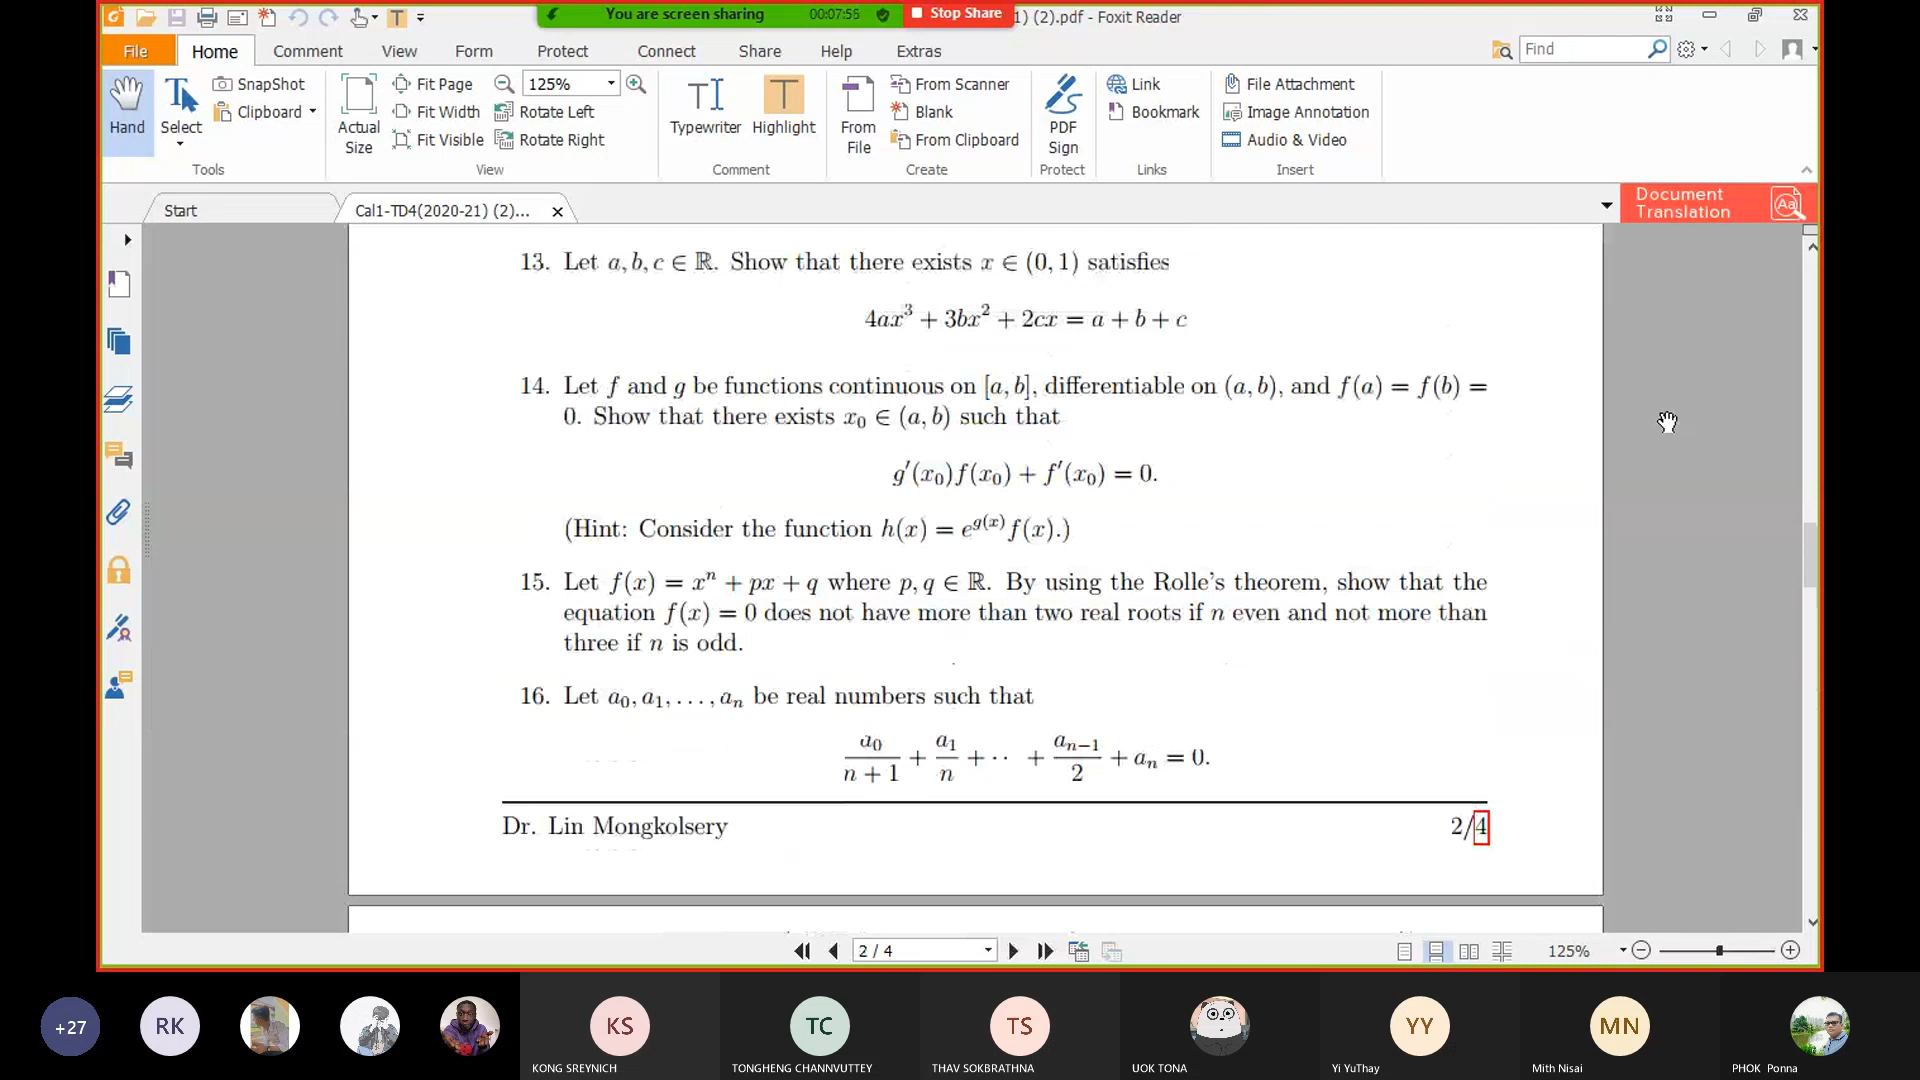 You are screen sharing 00:07:55 Stop Share 1) (2).pdf - Foxit Reader
File Home Comment View Form Protect Connect Share Help Extras Find
Hand Select SnapShot Clipboard Actual Size Fit Page Fit Width Fit Visible 125% Rotate Left Rotate Right Typewriter Highlight From File From Scanner Blank From Clipboard PDF Sign Link Bookmark File Attachment Image Annotation Audio & Video
Tools View Comment Create Protect Links Insert
Start Cal1-TD4(2020-21) (2)... Document Translation
13. Let a, b, c ∈ ℝ. Show that there exists x ∈ (0, 1) satisfies
4ax³ + 3bx² + 2cx = a + b + c
14. Let f and g be functions continuous on [a, b], differentiable on (a, b), and f(a) = f(b) =
0. Show that there exists x₀ ∈ (a, b) such that
g′(x₀)f(x₀) + f′(x₀) = 0.
(Hint: Consider the function h(x) = e^{g(x)} f(x).)
15. Let f(x) = xⁿ + px + q where p, q ∈ ℝ. By using the Rolle's theorem, show that the
equation f(x) = 0 does not have more than two real roots if n even and not more than
three if n is odd.
16. Let a₀, a₁, . . . , aₙ be real numbers such that
a₀/(n + 1) + a₁/n + ·· + aₙ₋₁/2 + aₙ = 0.
Dr. Lin Mongkolsery 2/4
2 / 4 125%
+27 RK KS TC TS YY MN
KONG SREYNICH TONGHENG CHANNVUTTEY THAV SOKBRATHNA UOK TONA Yi YuThay Mith Nisai PHOK Ponna